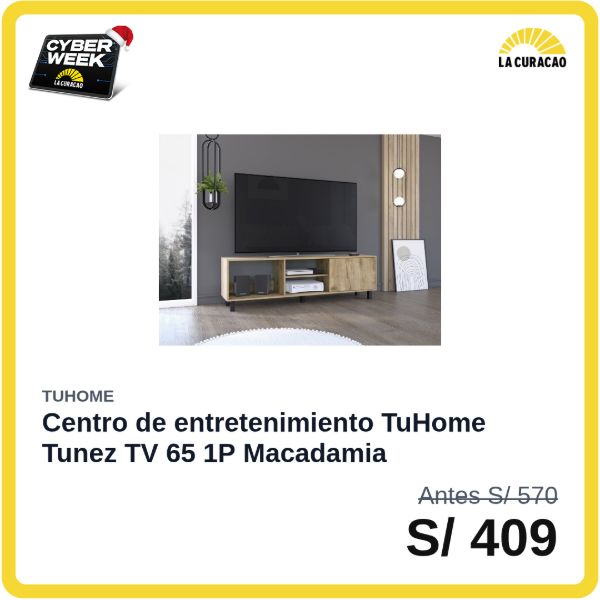 CYBER
WEEK
LA CURACAO
LA CURACAO
TUHOME
Centro de entretenimiento TuHome
Tunez TV 65 1P Macadamia
Antes S/ 570
S/ 409